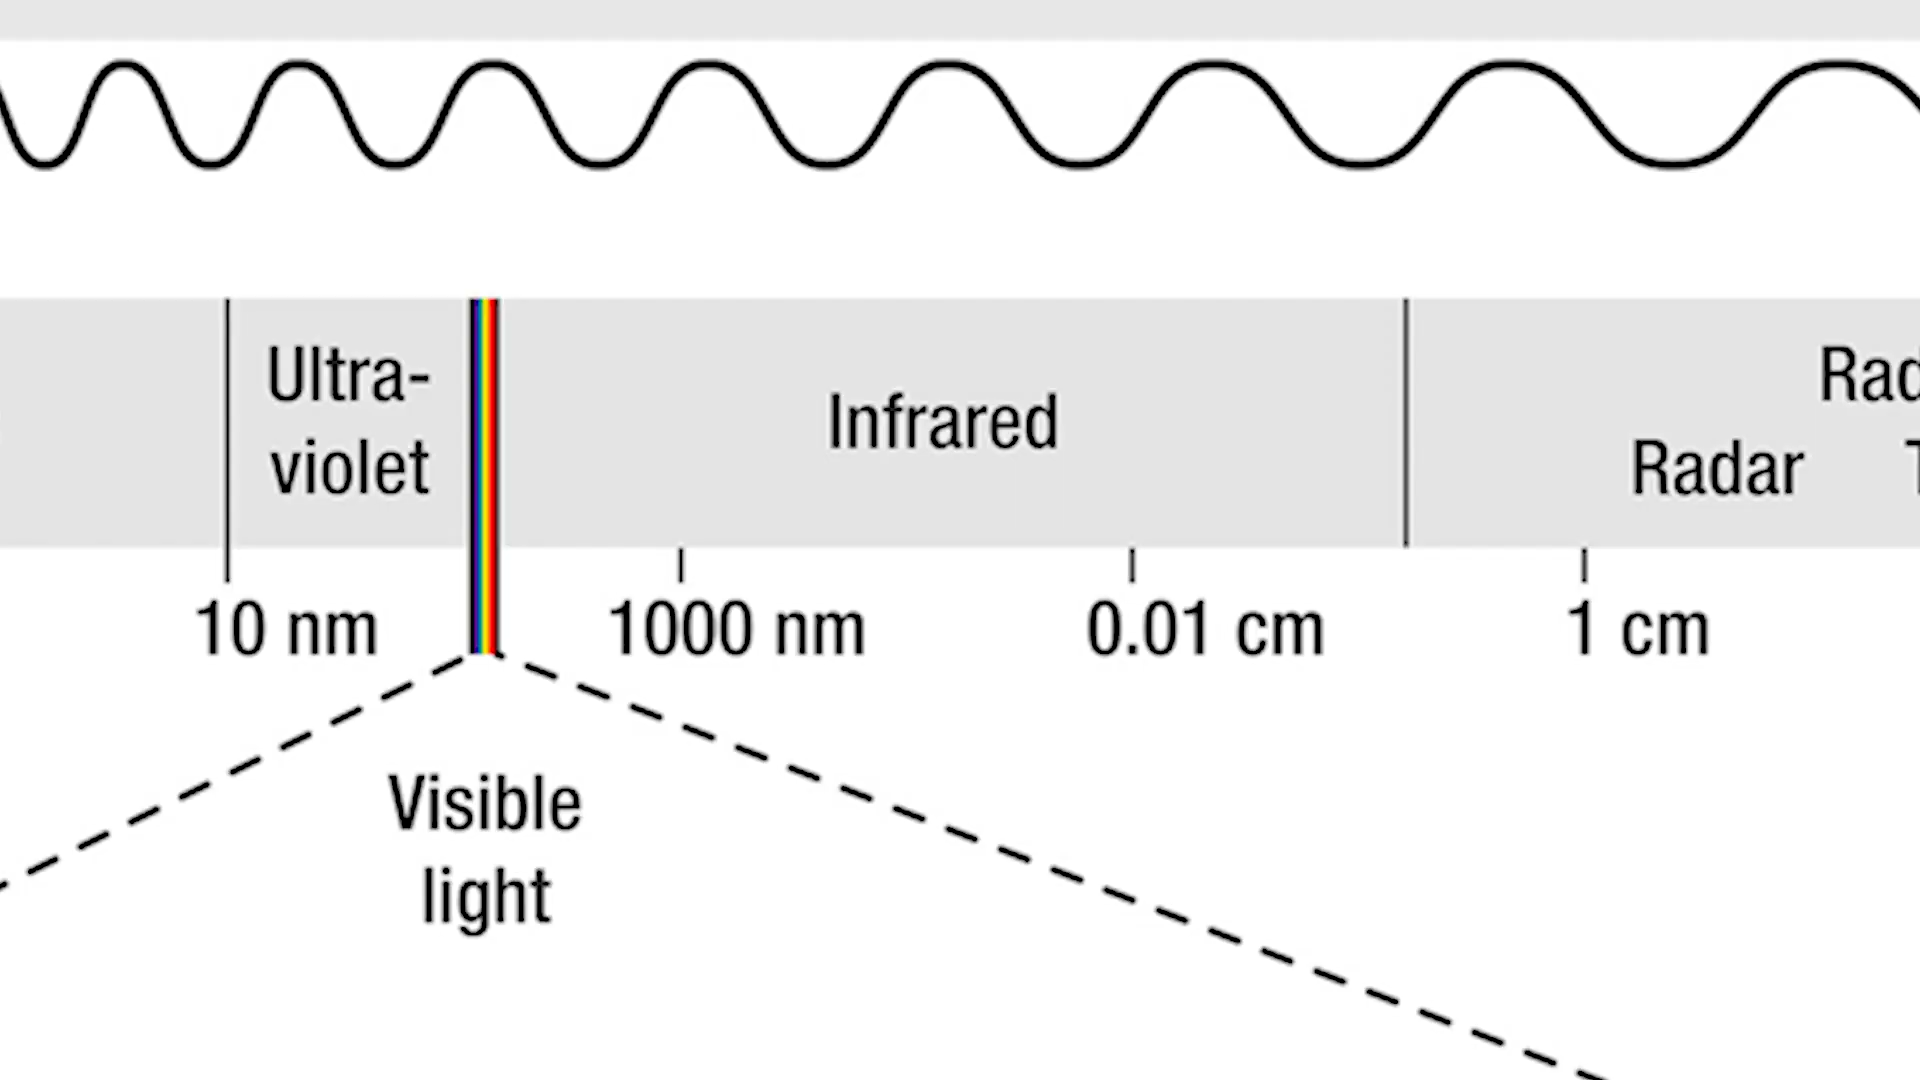 Ultra-
violet
Infrared
Radar
10 nm
1000 nm
0.01 cm
1 cm
Visible
light